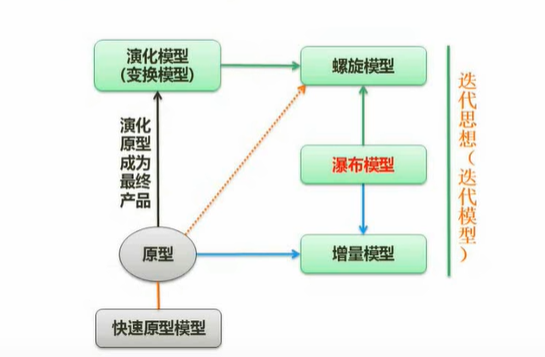 演化模型
(变换模型)
螺旋模型
演化
原型
成为
最终
产品
瀑布模型
迭代思想(迭代模型)
原型
增量模型
快速原型模型